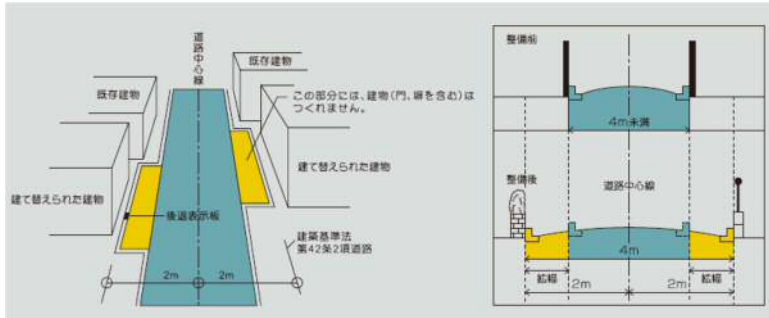 道路中心線
既存建物
既存建物
この部分には、建物(門、塀を含む)は
つくれません。
建て替えられた建物
建て替えられた建物
後退表示板
建築基準法
第42条2項道路
2m
2m
整備前
4m未満
整備後
道路中心線
4m
拡幅
拡幅
2m
2m